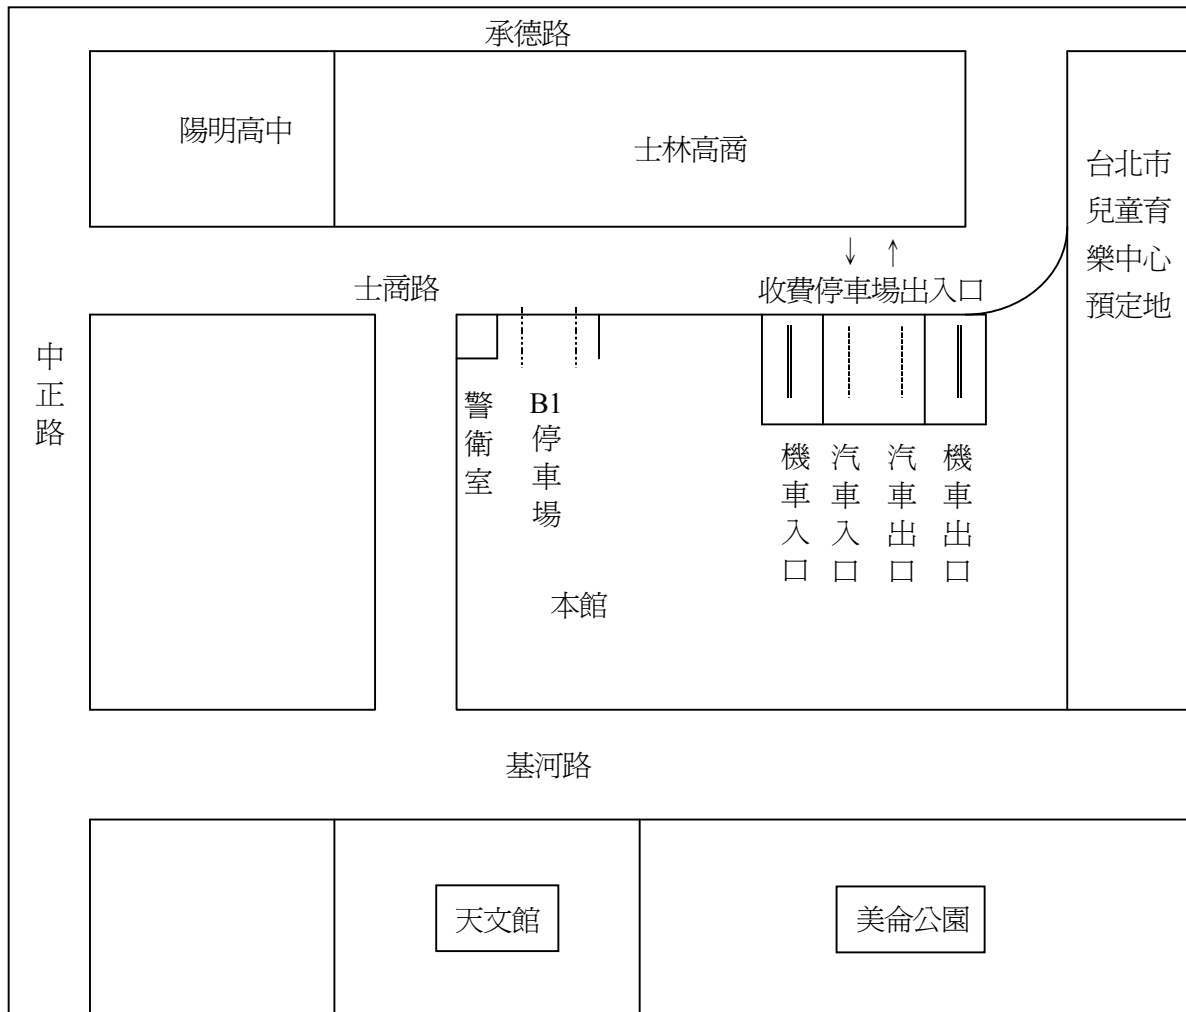 承德路
陽明高中
士林高商
台北市
兒童育
樂中心
預定地
↓ ↑
收費停車場出入口
士商路
中正路
警衛室
B1停車場
機車入口
汽車入口
汽車出口
機車出口
本館
基河路
天文館
美侖公園